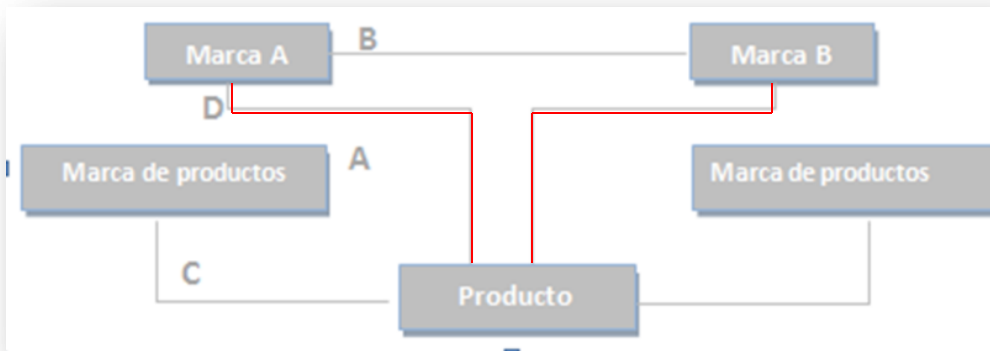 Marca A
B
Marca B
D
Marca de productos
A
Marca de productos
C
Producto